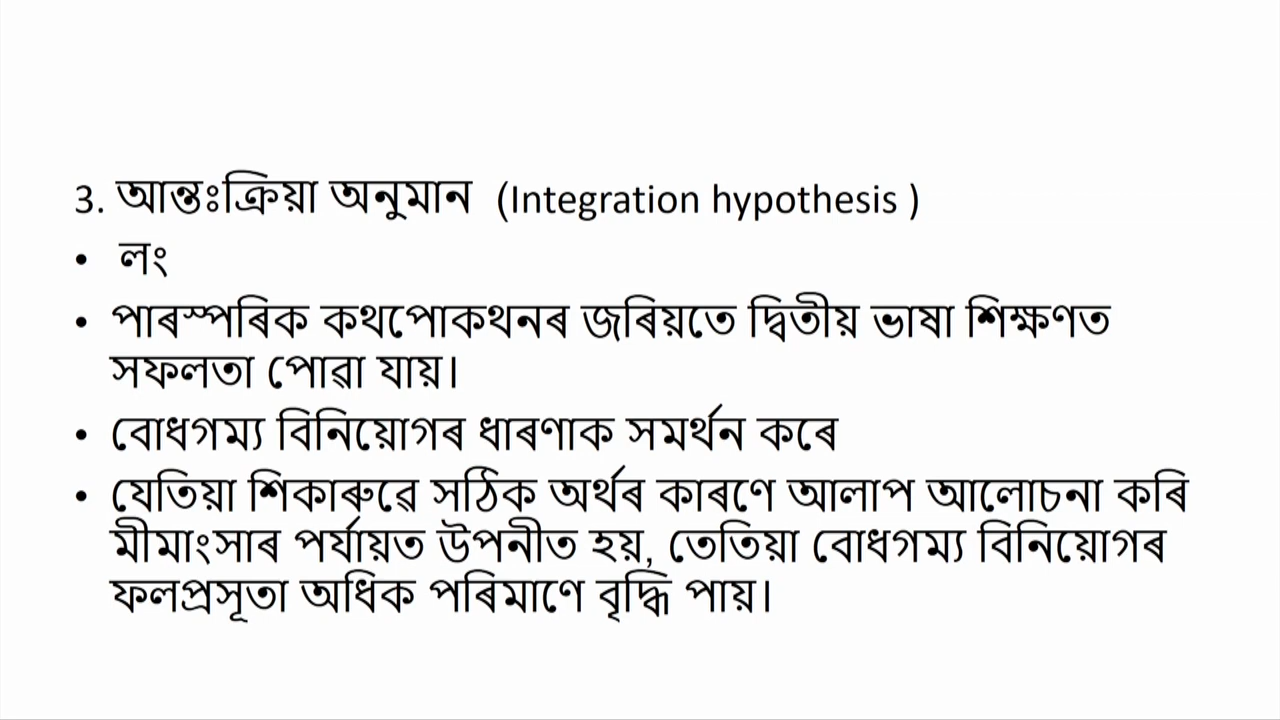 3. আন্তঃক্রিয়া অনুমান (Integration hypothesis )
• লং
• পাৰস্পৰিক কথপোকথনৰ জৰিয়তে দ্বিতীয় ভাষা শিক্ষণত
সফলতা পোৱা যায়।
• বোধগম্য বিনিয়োগৰ ধাৰণাক সমৰ্থন কৰে
• যেতিয়া শিকাৰুৱে সঠিক অৰ্থৰ কাৰণে আলাপ আলোচনা কৰি
মীমাংসাৰ পৰ্যায়ত উপনীত হয়, তেতিয়া বোধগম্য বিনিয়োগৰ
ফলপ্ৰসূতা অধিক পৰিমাণে বৃদ্ধি পায়।